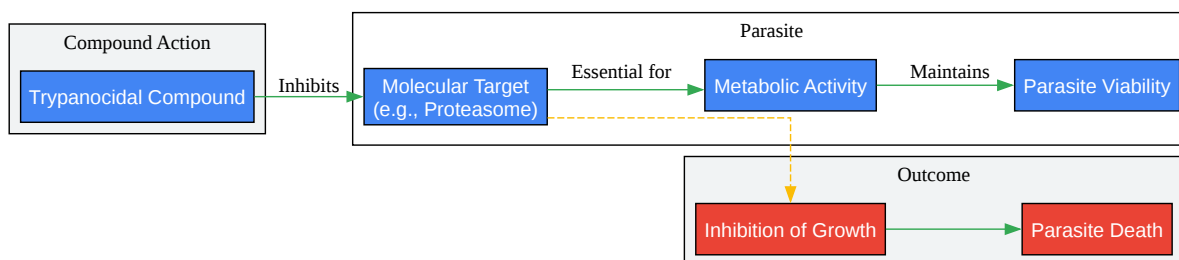 Compound Action
Trypanocidal Compound
Inhibits
Parasite
Molecular Target
(e.g., Proteasome)
Essential for
Metabolic Activity
Maintains
Parasite Viability
Outcome
Inhibition of Growth
Parasite Death